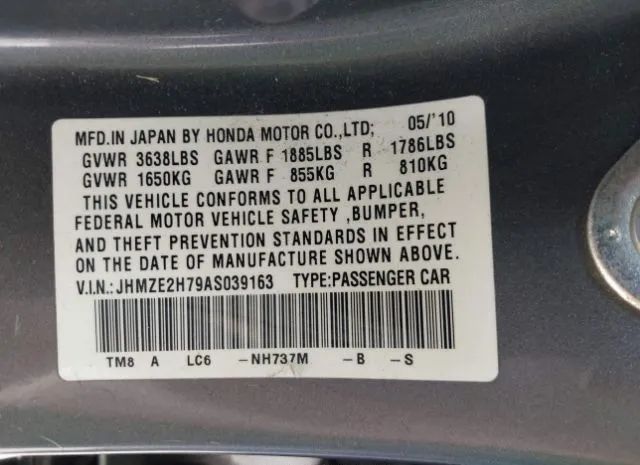 MFD.IN JAPAN BY HONDA MOTOR CO.,LTD; 05/'10
GVWR 3638LBS GAWR F 1885LBS R 1786LBS
GVWR 1650KG GAWR F 855KG R 810KG
THIS VEHICLE CONFORMS TO ALL APPLICABLE
FEDERAL MOTOR VEHICLE SAFETY ,BUMPER,
AND THEFT PREVENTION STANDARDS IN EFFECT
ON THE DATE OF MANUFACTURE SHOWN ABOVE.
V.I.N.:JHMZE2H79AS039163 TYPE:PASSENGER CAR
TM8 A LC6 -NH737M -B -S